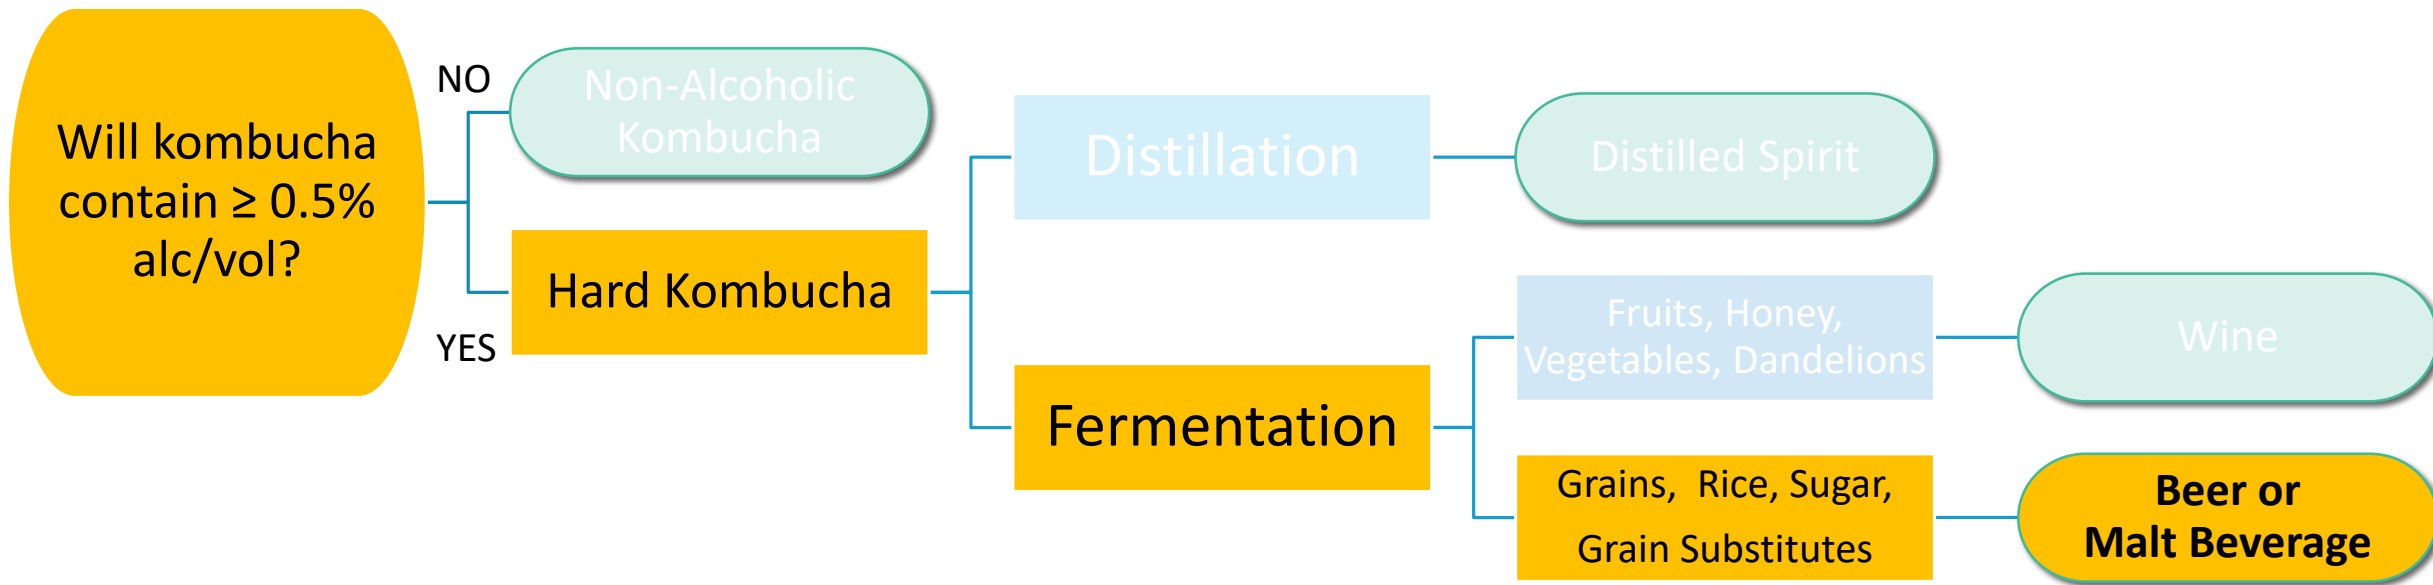 Will kombucha
contain ≥ 0.5%
alc/vol?
NO
YES
Non-Alcoholic
Kombucha
Hard Kombucha
Distillation
Distilled Spirit
Fermentation
Fruits, Honey,
Vegetables, Dandelions
Wine
Grains, Rice, Sugar,
Grain Substitutes
Beer or
Malt Beverage